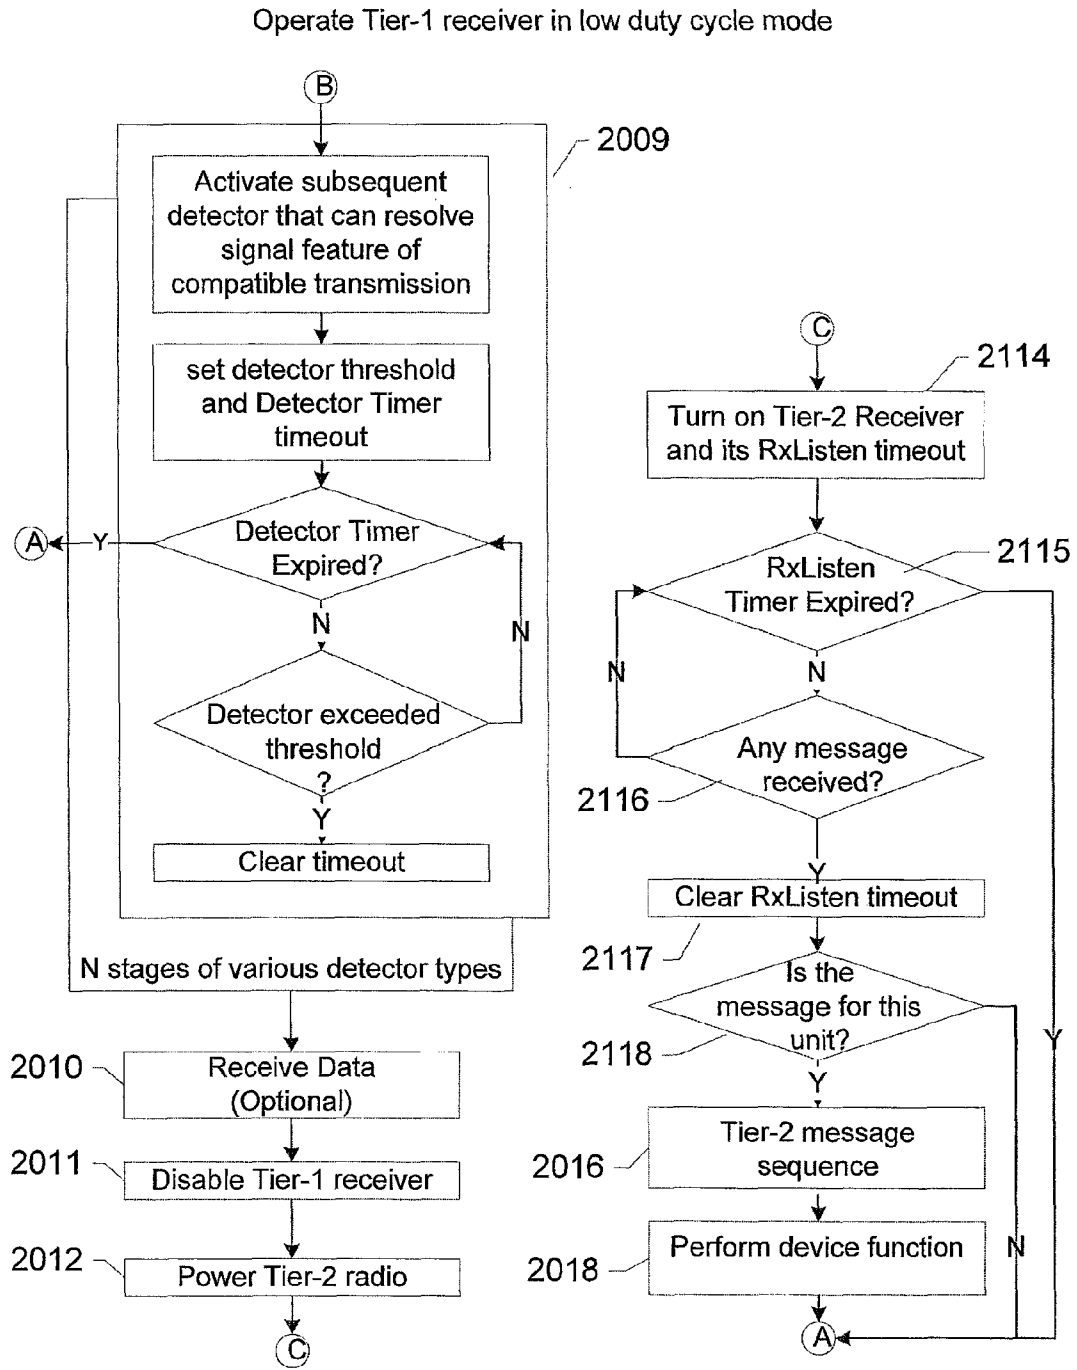 Operate Tier-1 receiver in low duty cycle mode
B
2009
Activate subsequent
detector that can resolve
signal feature of
compatible transmission
set detector threshold
and Detector Timer
timeout
Detector Timer
Expired?
Y
A
N
N
Detector exceeded
threshold
?
Y
Clear timeout
N stages of various detector types
2010
Receive Data
(Optional)
2011
Disable Tier-1 receiver
2012
Power Tier-2 radio
C
C
2114
Turn on Tier-2 Receiver
and its RxListen timeout
2115
RxListen
Timer Expired?
N
N
Any message
received?
2116
Y
Clear RxListen timeout
2117
Is the
message for this
unit?
2118
Y
Y
Tier-2 message
sequence
2016
Perform device function
2018
N
A